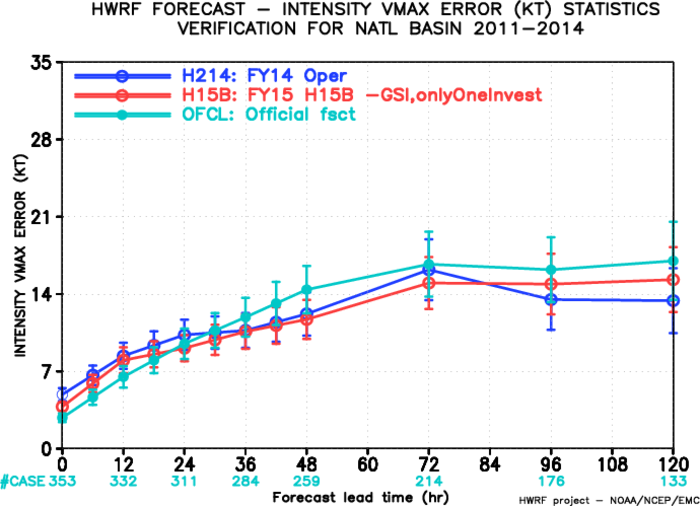 HWRF FORECAST – INTENSITY VMAX ERROR (KT) STATISTICS
VERIFICATION FOR NATL BASIN 2011–2014
H214: FY14 Oper
H15B: FY15 H15B –GSI,onlyOneInvest
OFCL: Official fsct
INTENSITY VMAX ERROR (KT)
35
28
21
14
7
0
0 12 24 36 48 60 72 84 96 108 120
#CASE 353 332 311 284 259 214 176 133
Forecast lead time (hr)
HWRF project – NOAA/NCEP/EMC